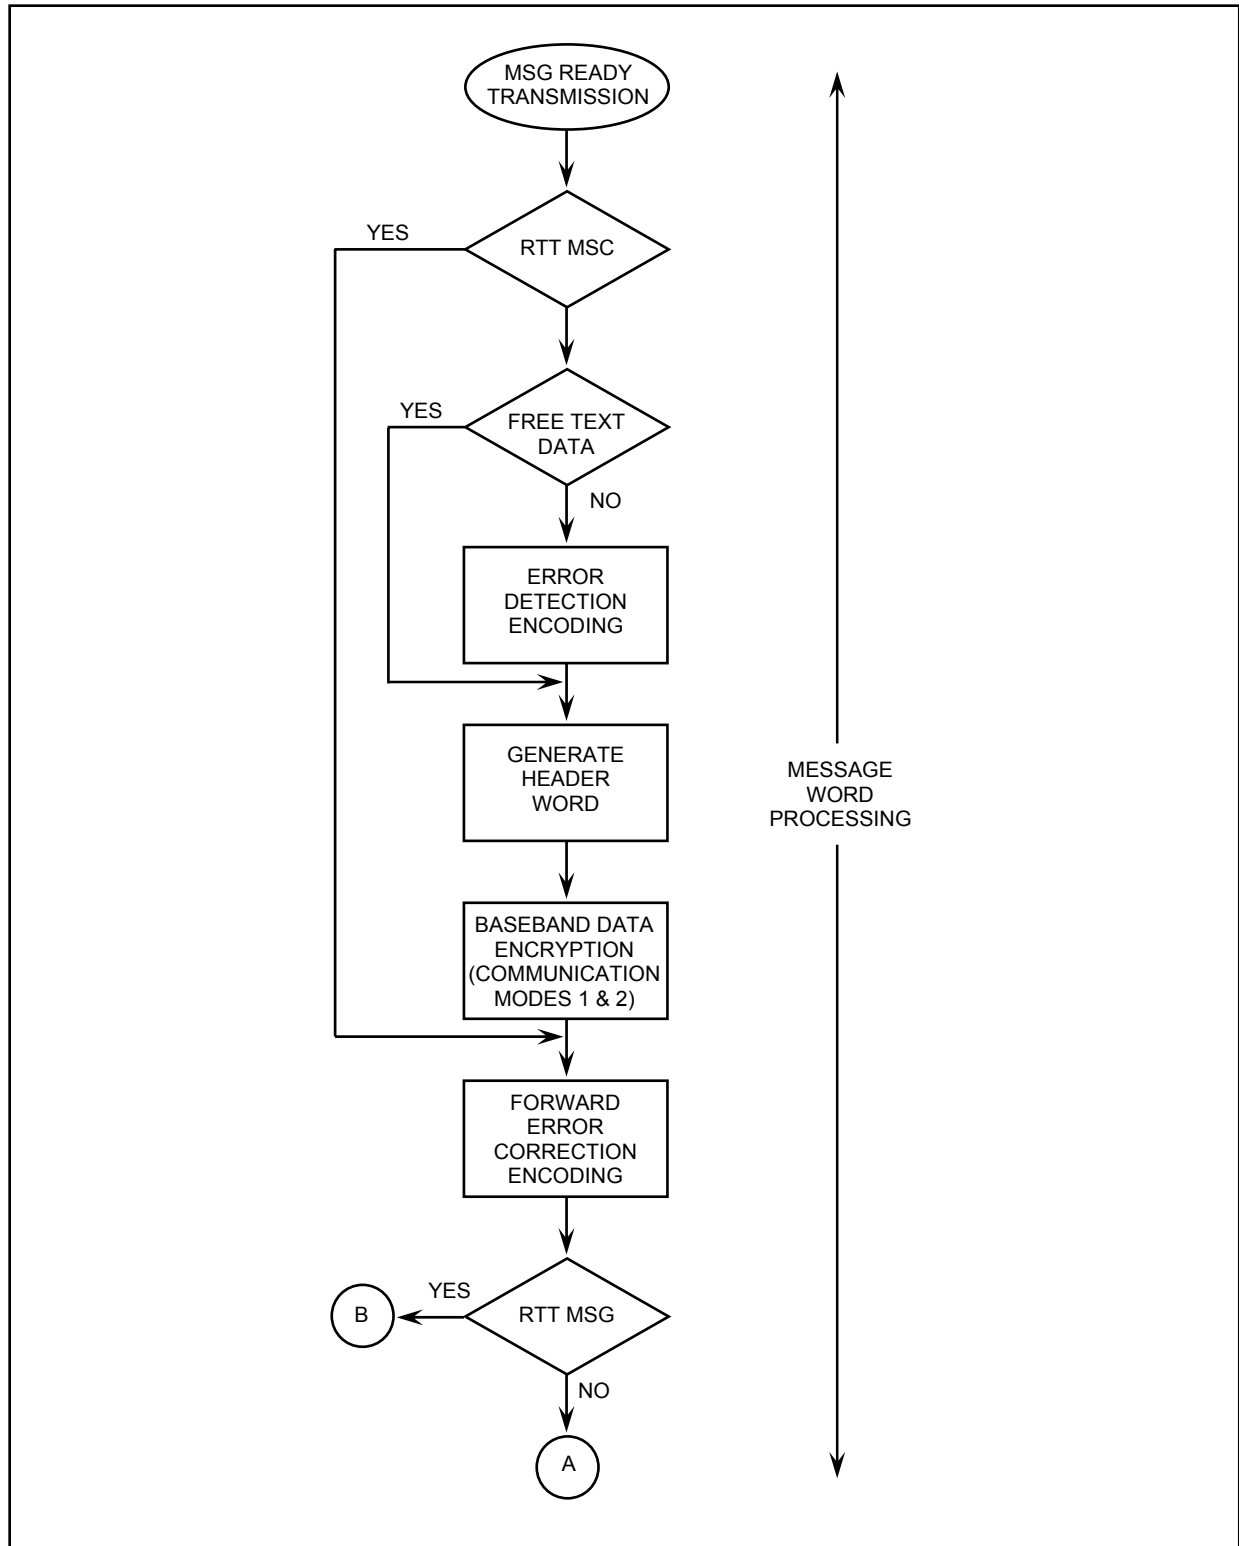 MSG READY
TRANSMISSION
YES
RTT MSC
YES
FREE TEXT
DATA
NO
ERROR
DETECTION
ENCODING
GENERATE
HEADER
WORD
MESSAGE
WORD
PROCESSING
BASEBAND DATA
ENCRYPTION
(COMMUNICATION
MODES 1 & 2)
FORWARD
ERROR
CORRECTION
ENCODING
YES
B
RTT MSG
NO
A